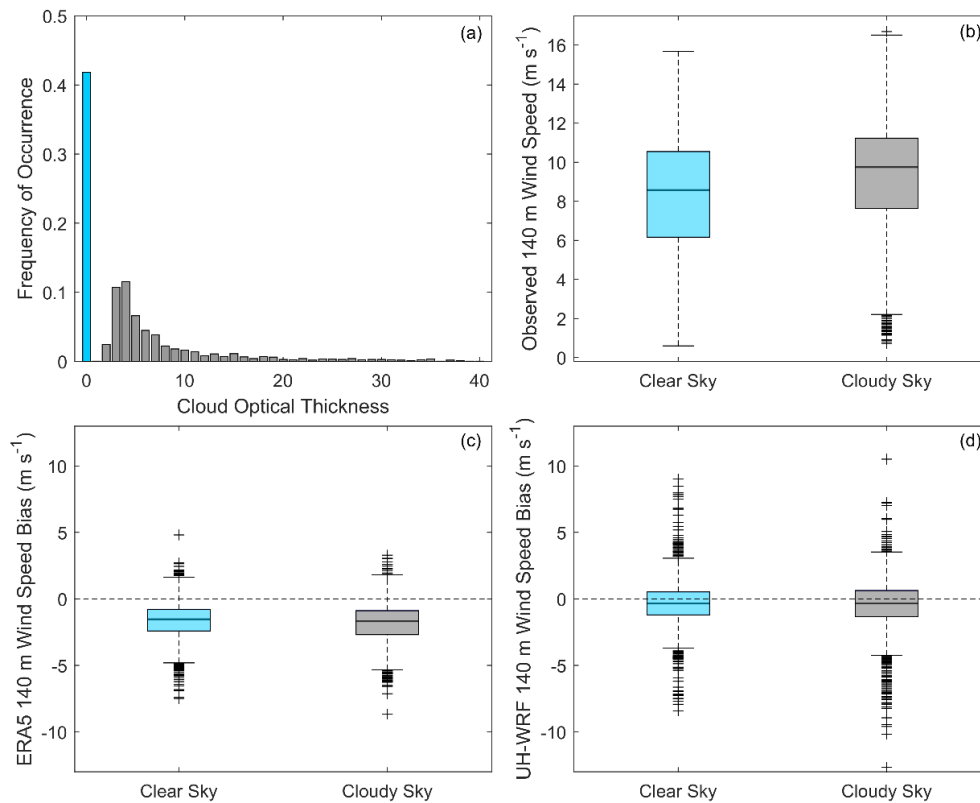 (a)
0.5
0.4
0.3
0.2
0.1
0
Frequency of Occurrence
0 10 20 30 40
Cloud Optical Thickness
(b)
16
14
12
10
8
6
4
2
0
Observed 140 m Wind Speed (m s⁻¹)
Clear Sky Cloudy Sky
(c)
10
5
0
-5
-10
ERA5 140 m Wind Speed Bias (m s⁻¹)
Clear Sky Cloudy Sky
(d)
10
5
0
-5
-10
UH-WRF 140 m Wind Speed Bias (m s⁻¹)
Clear Sky Cloudy Sky